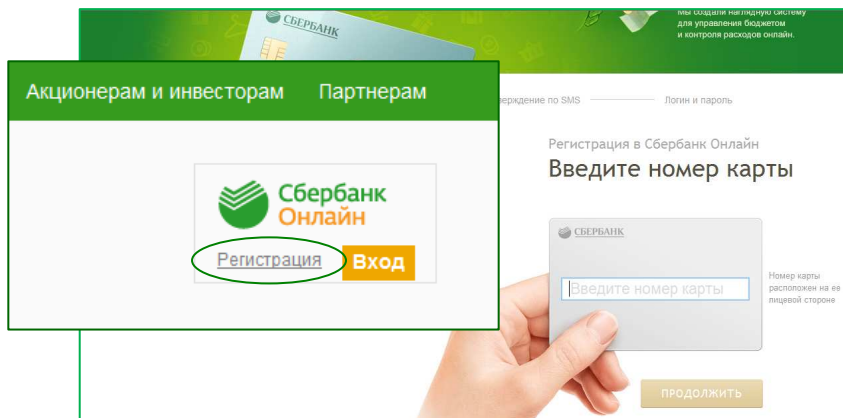 СБЕРБАНК
Мы создали наглядную систему
для управления бюджетом
и контроля расходов онлайн.
Акционерам и инвесторам Партнерам
Сбербанк
Онлайн
Регистрация Вход
по SMS Логин и пароль
Регистрация в Сбербанк Онлайн
Введите номер карты
СБЕРБАНК
Введите номер карты
Номер карты
расположен на ее
лицевой стороне
ПРОДОЛЖИТЬ